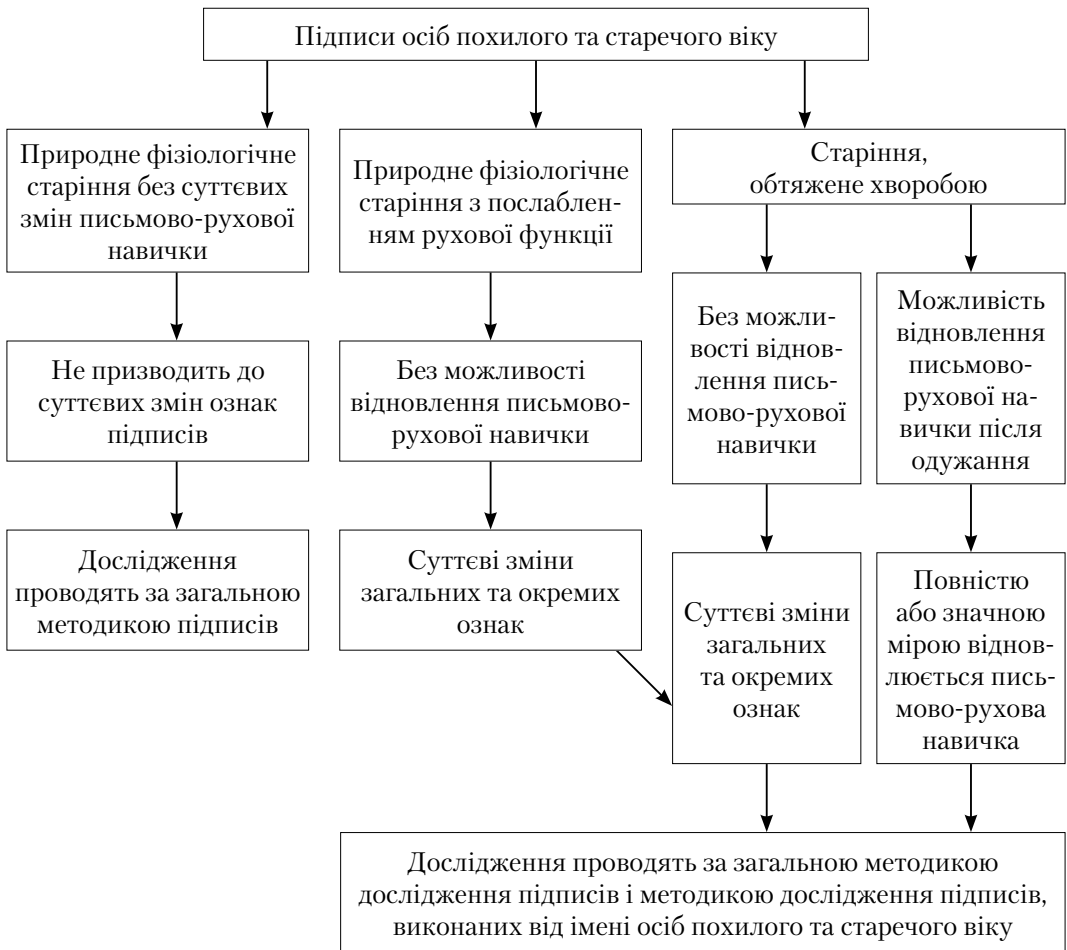 Підписи осіб похилого та старечого віку
Природне фізіологічне
старіння без суттєвих
змін письмово-рухової
навички
Природне фізіологічне
старіння з послаблен-
ням рухової функції
Старіння,
обтяжене хворобою
Не призводить до
суттєвих змін ознак
підписів
Без можливості
відновлення письмово-
рухової навички
Без можли-
вості віднов-
лення пись-
мово-рухової
навички
Можливість
відновлення
письмово-
рухової на-
вички після
одужання
Дослідження
проводять за загальною
методикою підписів
Суттєві зміни
загальних та окремих
ознак
Суттєві зміни
загальних
та окремих
ознак
Повністю
або значною
мірою віднов-
люється пись-
мово-рухова
навичка
Дослідження проводять за загальною методикою
дослідження підписів і методикою дослідження підписів,
виконаних від імені осіб похилого та старечого віку